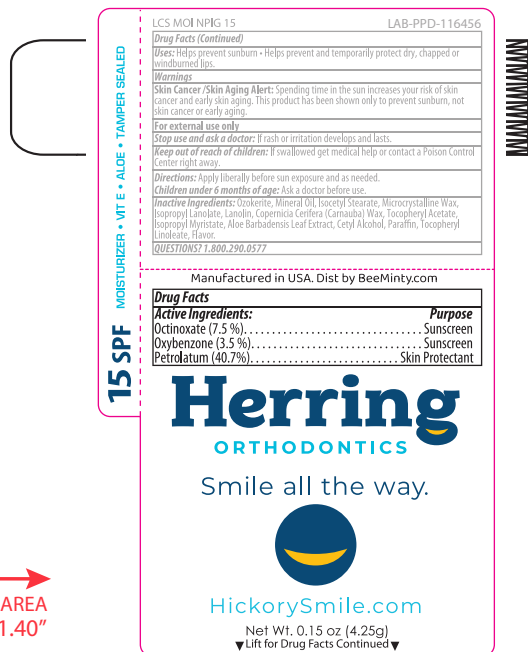 LCS MOI NPIG 15 LAB-PPD-116456
Drug Facts (Continued)
Uses: Helps prevent sunburn • Helps prevent and temporarily protect dry, chapped or
windburned lips.
Warnings
Skin Cancer /Skin Aging Alert: Spending time in the sun increases your risk of skin
cancer and early skin aging. This product has been shown only to prevent sunburn, not
skin cancer or early aging.
For external use only
Stop use and ask a doctor: If rash or irritation develops and lasts.
Keep out of reach of children: If swallowed get medical help or contact a Poison Control
Center right away.
Directions: Apply liberally before sun exposure and as needed.
Children under 6 months of age: Ask a doctor before use.
Inactive Ingredients: Ozokerite, Mineral Oil, Isocetyl Stearate, Microcrystalline Wax,
Isopropyl Lanolate, Lanolin, Copernicia Cerifera (Carnauba) Wax, Tocopheryl Acetate,
Isopropyl Myristate, Aloe Barbadensis Leaf Extract, Cetyl Alcohol, Paraffin, Tocopheryl
Linoleate, Flavor.
QUESTIONS? 1.800.290.0577
15 SPF MOISTURIZER • VIT E • ALOE • TAMPER SEALED
Manufactured in USA. Dist by BeeMinty.com
Drug Facts
Active Ingredients: Purpose
Octinoxate (7.5 %)............................. Sunscreen
Oxybenzone (3.5 %)............................. Sunscreen
Petrolatum (40.7%)......................... Skin Protectant
Herring
ORTHODONTICS
Smile all the way.
HickorySmile.com
Net Wt. 0.15 oz (4.25g)
▼Lift for Drug Facts Continued▼
AREA
1.40"